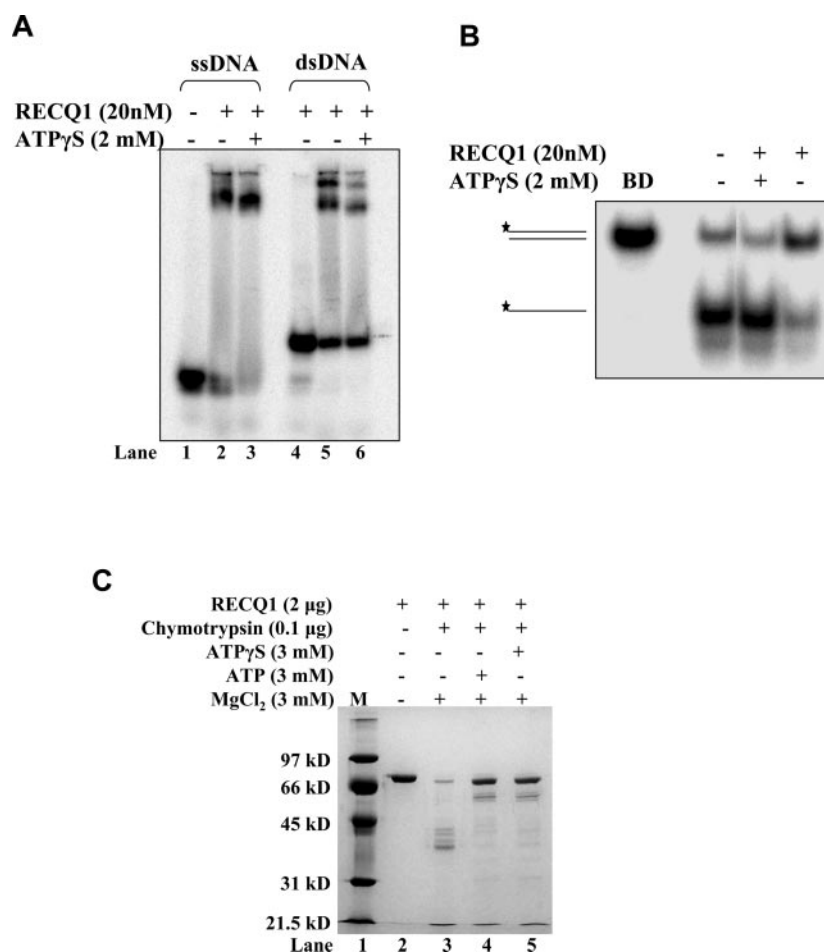 A
ssDNA dsDNA
RECQ1 (20nM) - + + + + +
ATPγS (2 mM) - - + - - +
Lane 1 2 3 4 5 6
B
RECQ1 (20nM) - + +
ATPγS (2 mM) BD - + -
C
RECQ1 (2 μg) + + + +
Chymotrypsin (0.1 μg) - + + +
ATPγS (3 mM) - - - +
ATP (3 mM) - - + -
MgCl₂ (3 mM) M - + + +
97 kD
66 kD
45 kD
31 kD
21.5 kD
Lane 1 2 3 4 5